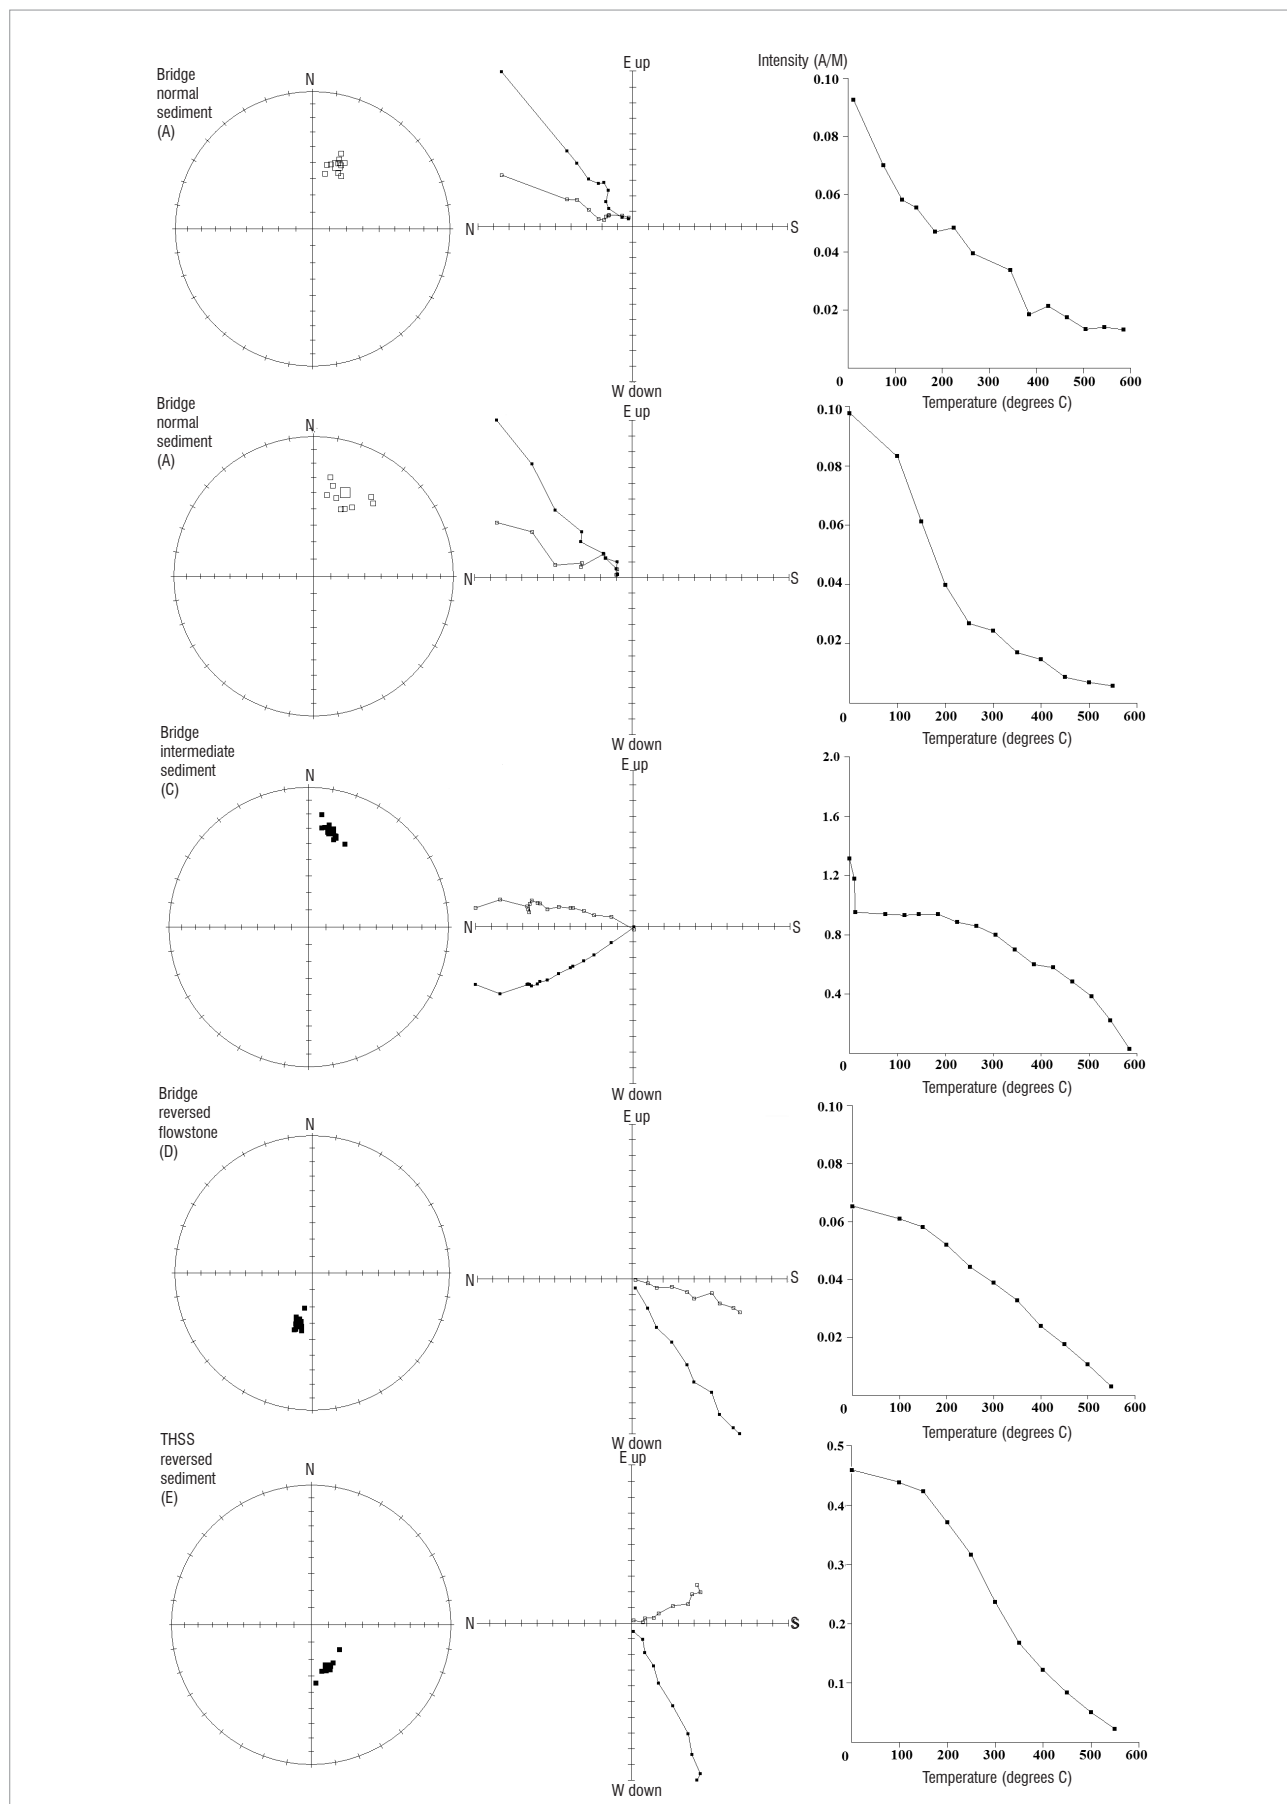 Bridge
normal
sediment
(A)
N
E up
N
S
W down
Intensity (A/M)
0.10
0.08
0.06
0.04
0.02
0
100
200
300
400
500
600
Temperature (degrees C)
Bridge
normal
sediment
(A)
N
E up
N
S
W down
0.10
0.08
0.06
0.04
0.02
0
100
200
300
400
500
600
Temperature (degrees C)
Bridge
intermediate
sediment
(C)
N
E up
N
S
W down
2.0
1.6
1.2
0.8
0.4
0
100
200
300
400
500
600
Temperature (degrees C)
Bridge
reversed
flowstone
(D)
N
E up
N
S
W down
0.10
0.08
0.06
0.04
0.02
0
100
200
300
400
500
600
Temperature (degrees C)
THSS
reversed
sediment
(E)
N
E up
N
S
W down
0.5
0.4
0.3
0.2
0.1
0
100
200
300
400
500
600
Temperature (degrees C)